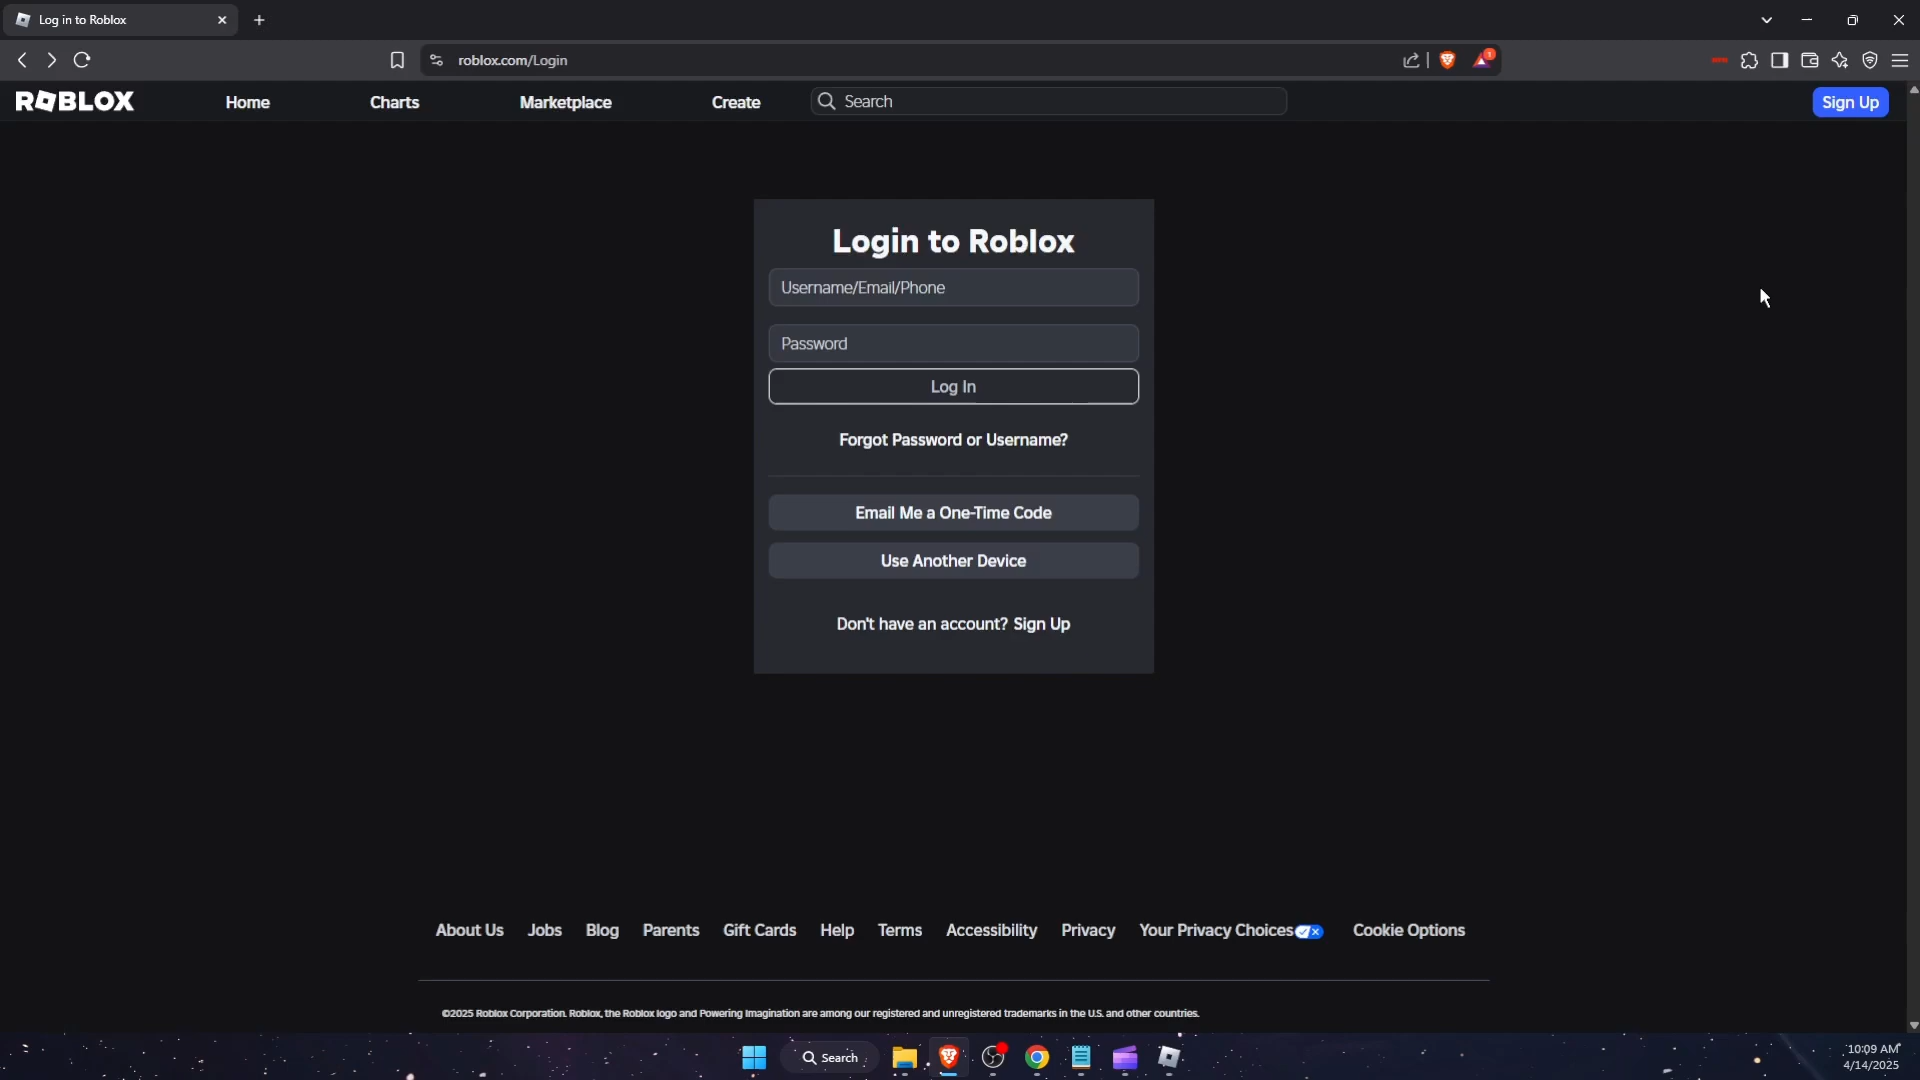 Log in to Roblox
roblox.com/Login
1
ROBLOX Home Charts Marketplace Create Search Sign Up
Login to Roblox
Username/Email/Phone
Password
Log In
Forgot Password or Username?
Email Me a One-Time Code
Use Another Device
Don't have an account? Sign Up
About Us Jobs Blog Parents Gift Cards Help Terms Accessibility Privacy Your Privacy Choices Cookie Options
©2025 Roblox Corporation. Roblox, the Roblox logo and Powering Imagination are among our registered and unregistered trademarks in the U.S. and other countries.
Search
10:09 AM
4/14/2025